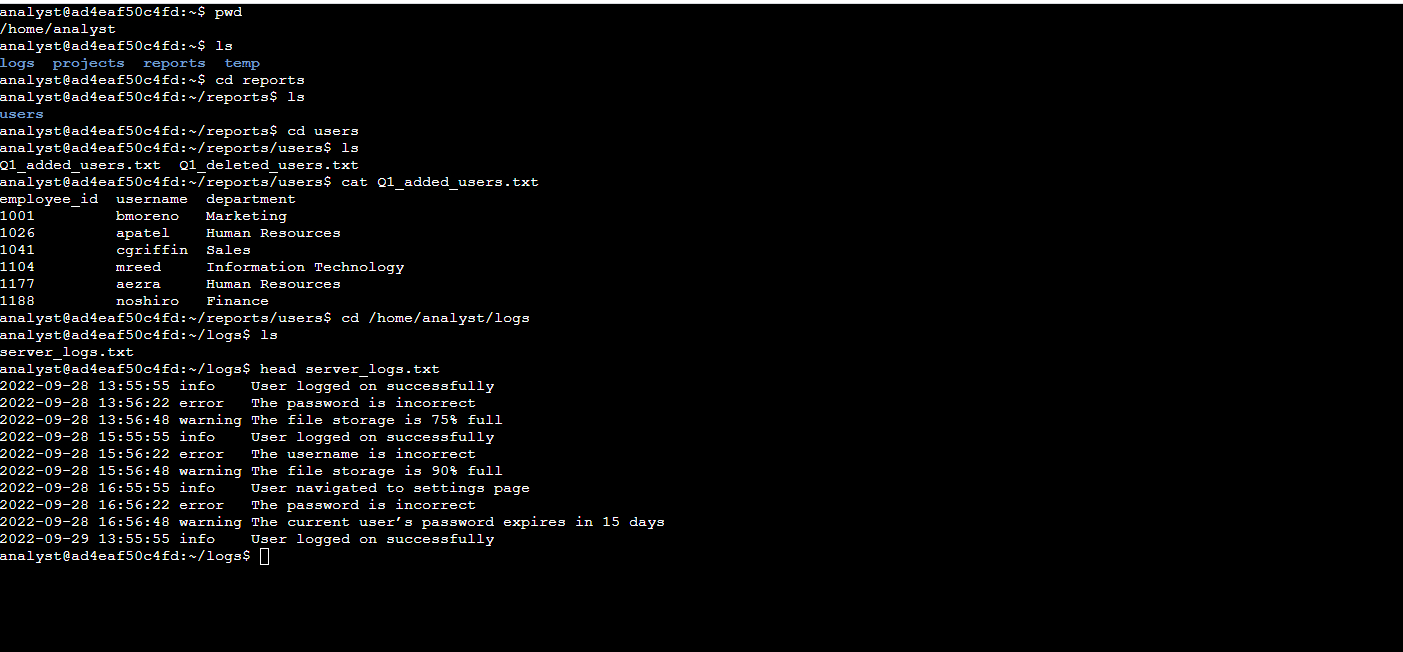 analyst@ad4eaf50c4fd:~$ pwd
/home/analyst
analyst@ad4eaf50c4fd:~$ ls
logs  projects  reports  temp
analyst@ad4eaf50c4fd:~$ cd reports
analyst@ad4eaf50c4fd:~/reports$ ls
users
analyst@ad4eaf50c4fd:~/reports$ cd users
analyst@ad4eaf50c4fd:~/reports/users$ ls
Q1_added_users.txt  Q1_deleted_users.txt
analyst@ad4eaf50c4fd:~/reports/users$ cat Q1_added_users.txt
employee_id  username  department
1001         bmoreno   Marketing
1026         apatel    Human Resources
1041         cgriffin  Sales
1104         mreed     Information Technology
1177         aezra     Human Resources
1188         noshiro   Finance
analyst@ad4eaf50c4fd:~/reports/users$ cd /home/analyst/logs
analyst@ad4eaf50c4fd:~/logs$ ls
server_logs.txt
analyst@ad4eaf50c4fd:~/logs$ head server_logs.txt
2022-09-28 13:55:55 info    User logged on successfully
2022-09-28 13:56:22 error   The password is incorrect
2022-09-28 13:56:48 warning The file storage is 75% full
2022-09-28 15:55:55 info    User logged on successfully
2022-09-28 15:56:22 error   The username is incorrect
2022-09-28 15:56:48 warning The file storage is 90% full
2022-09-28 16:55:55 info    User navigated to settings page
2022-09-28 16:56:22 error   The password is incorrect
2022-09-28 16:56:48 warning The current user’s password expires in 15 days
2022-09-29 13:55:55 info    User logged on successfully
analyst@ad4eaf50c4fd:~/logs$